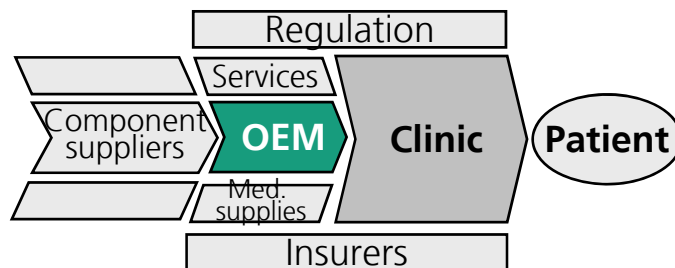 Regulation
Services
Component
suppliers
OEM
Clinic
Patient
Med.
supplies
Insurers